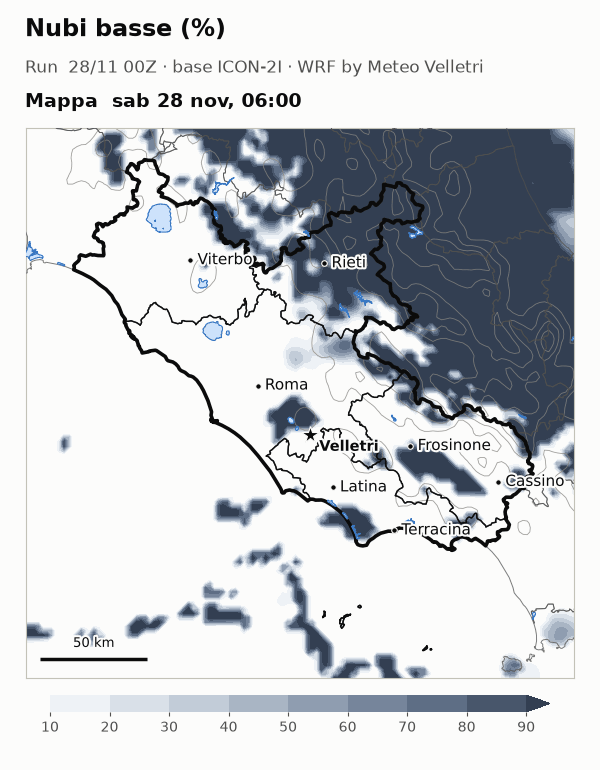 Nubi basse (%)
Run  28/11 00Z · base ICON-2I · WRF by Meteo Velletri
Mappa  sab 28 nov, 06:00
Viterbo
Rieti
Roma
Velletri
Frosinone
Latina
Cassino
Terracina
50 km
10 20 30 40 50 60 70 80 90